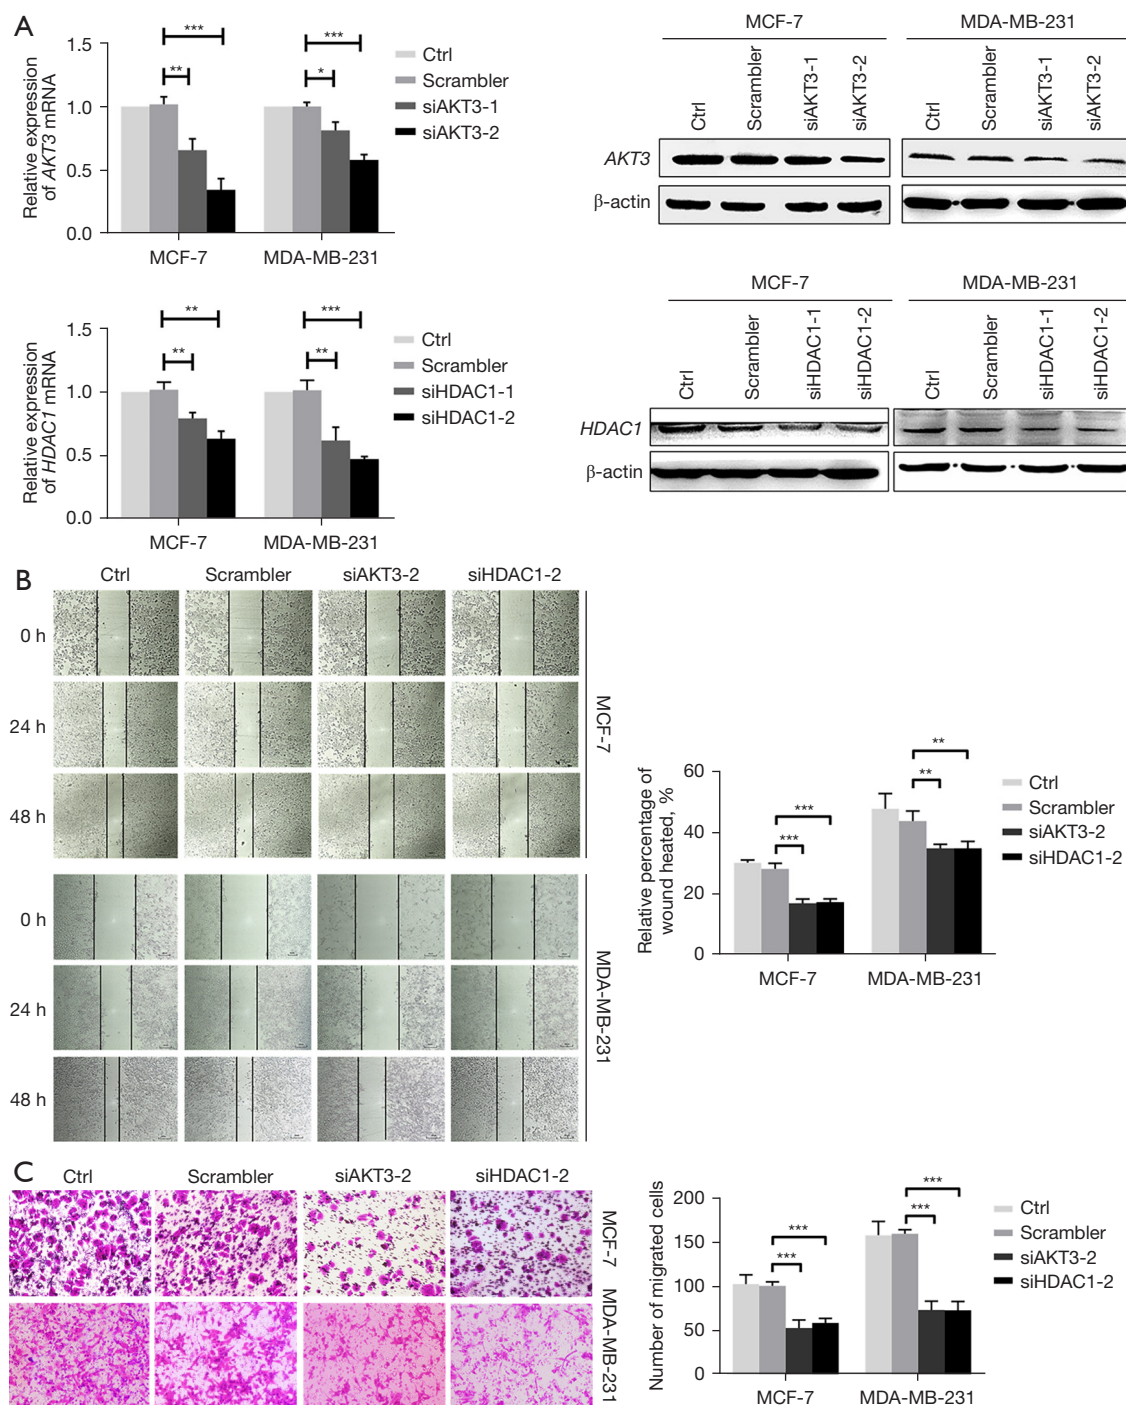 A
Relative expression
of AKT3 mRNA
1.5
1.0
0.5
0.0
***
**
***
*
MCF-7
MDA-MB-231
Ctrl
Scrambler
siAKT3-1
siAKT3-2
MCF-7
MDA-MB-231
Ctrl
Scrambler
siAKT3-1
siAKT3-2
Ctrl
Scrambler
siAKT3-1
siAKT3-2
AKT3
β-actin
Relative expression
of HDAC1 mRNA
1.5
1.0
0.5
0.0
**
**
***
**
MCF-7
MDA-MB-231
Ctrl
Scrambler
siHDAC1-1
siHDAC1-2
MCF-7
MDA-MB-231
Ctrl
Scrambler
siHDAC1-1
siHDAC1-2
Ctrl
Scrambler
siHDAC1-1
siHDAC1-2
HDAC1
β-actin
B
Ctrl
Scrambler
siAKT3-2
siHDAC1-2
0 h
24 h
48 h
MCF-7
0 h
24 h
48 h
MDA-MB-231
Relative percentage of
wound heated, %
60
40
20
0
***
***
**
**
MCF-7
MDA-MB-231
Ctrl
Scrambler
siAKT3-2
siHDAC1-2
C
Ctrl
Scrambler
siAKT3-2
siHDAC1-2
MCF-7
MDA-MB-231
Number of migrated cells
200
150
100
50
0
***
***
***
***
MCF-7
MDA-MB-231
Ctrl
Scrambler
siAKT3-2
siHDAC1-2